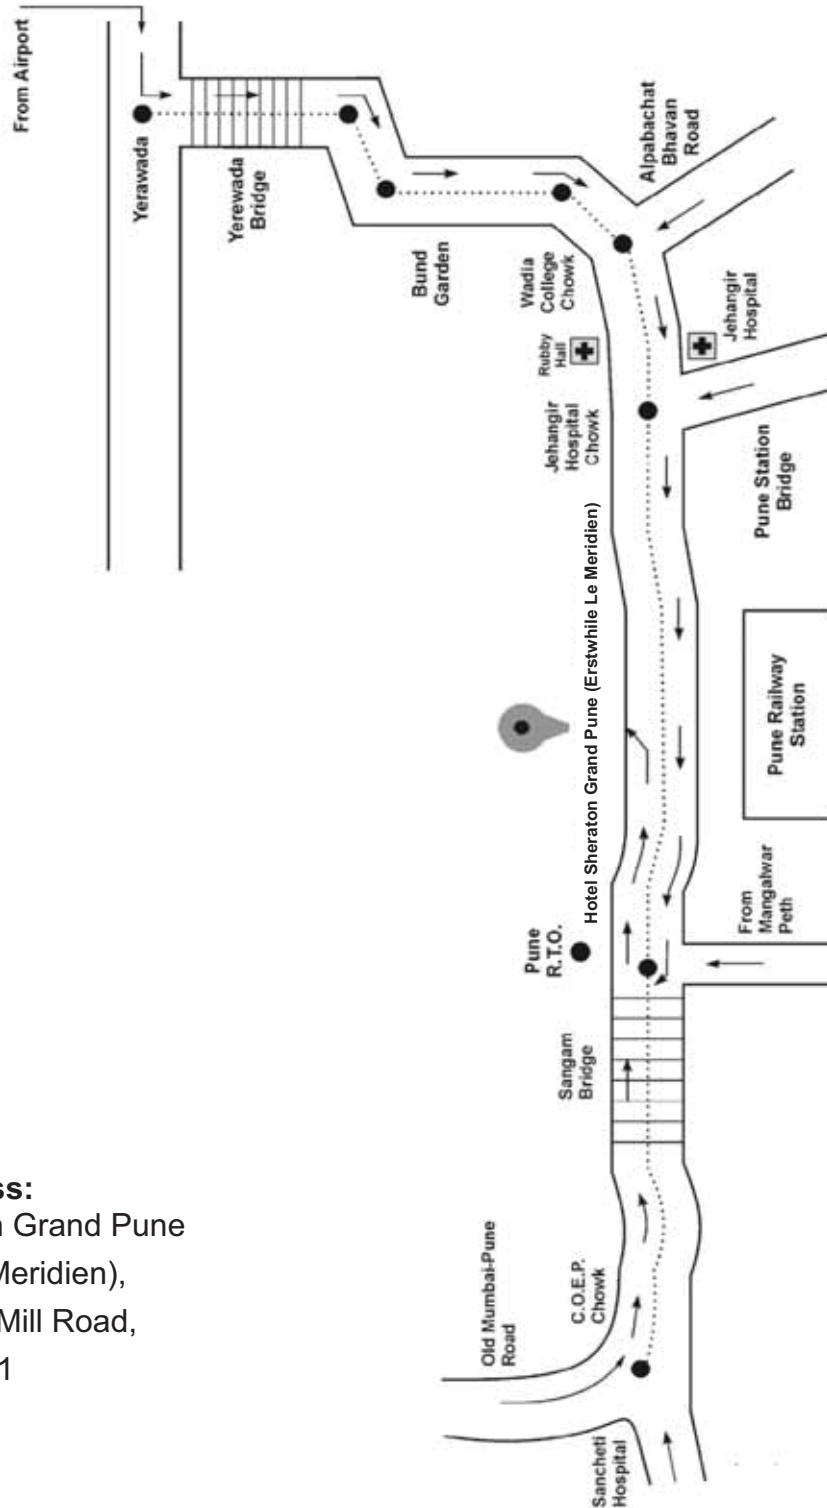 From Airport
Yerawada
Yerewada
Bridge
Bund
Garden
Alpabachat
Bhavan
Road
Wadia
College
Chowk
Rubby
Hall
Jehangir
Hospital
Jehangir
Hospital
Chowk
Pune Station
Bridge
Hotel Sheraton Grand Pune (Erstwhile Le Meridien)
Pune Railway
Station
Pune
R.T.O.
From
Mangalwar
Peth
Sangam
Bridge
Old Mumbai-Pune
Road
C.O.E.P.
Chowk
Sancheti
Hospital
ss:
n Grand Pune
Meridien),
Mill Road,
1